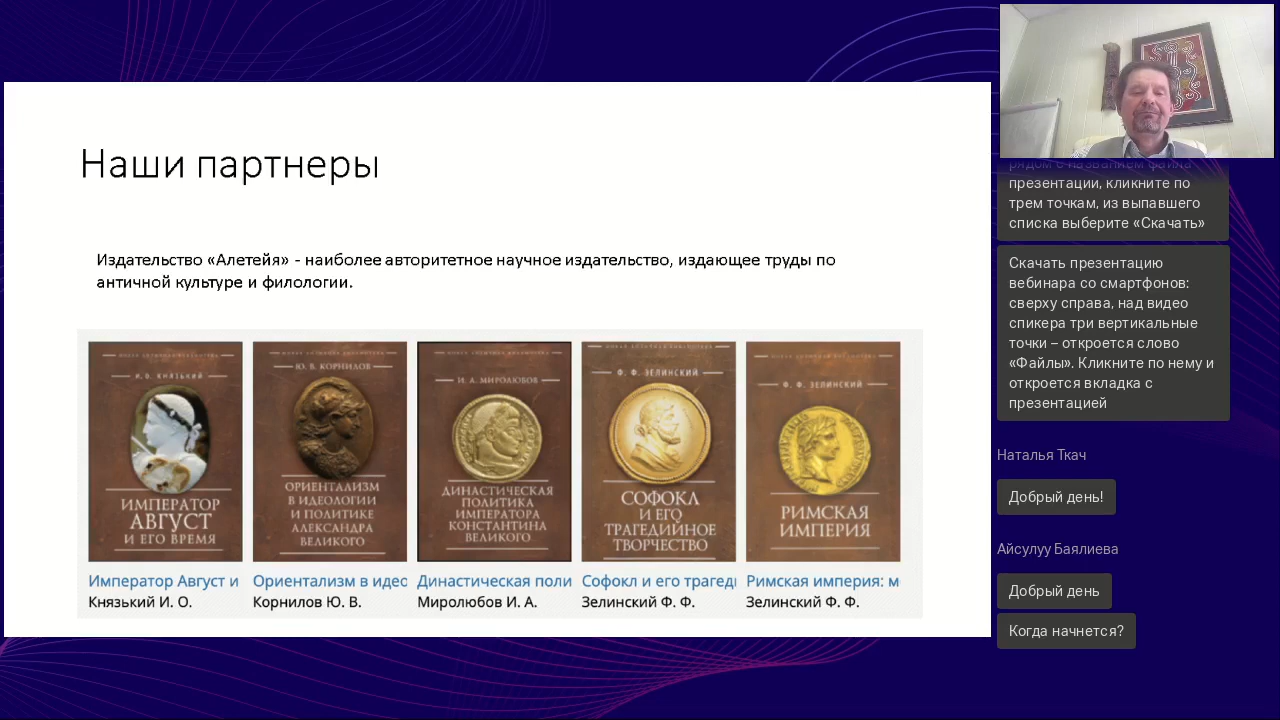 Наши партнеры
Издательство «Алетейя» - наиболее авторитетное научное издательство, издающее труды по
античной культуре и филологии.
И. О. КНЯЗЬКИЙ
ИМПЕРАТОР
АВГУСТ
И ЕГО ВРЕМЯ
Император Август и
Князький И. О.
Ю. В. КОРНИЛОВ
ОРИЕНТАЛИЗМ
В ИДЕОЛОГИИ
И ПОЛИТИКЕ
АЛЕКСАНДРА
ВЕЛИКОГО
Ориентализм в идео
Корнилов Ю. В.
И. А. МИРОЛЮБОВ
ДИНАСТИЧЕСКАЯ
ПОЛИТИКА
ИМПЕРАТОРА
КОНСТАНТИНА
ВЕЛИКОГО
Династическая поли
Миролюбов И. А.
Ф. Ф. ЗЕЛИНСКИЙ
СОФОКЛ
И ЕГО
ТРАГЕДИЙНОЕ
ТВОРЧЕСТВО
Софокл и его трагеди
Зелинский Ф. Ф.
Ф. Ф. ЗЕЛИНСКИЙ
РИМСКАЯ
ИМПЕРИЯ
Римская империя: м
Зелинский Ф. Ф.
рядом с названием файла
презентации, кликните по
трем точкам, из выпавшего
списка выберите «Скачать»
Скачать презентацию
вебинара со смартфонов:
сверху справа, над видео
спикера три вертикальные
точки – откроется слово
«Файлы». Кликните по нему и
откроется вкладка с
презентацией
Наталья Ткач
Добрый день!
Айсулуу Баялиева
Добрый день
Когда начнется?